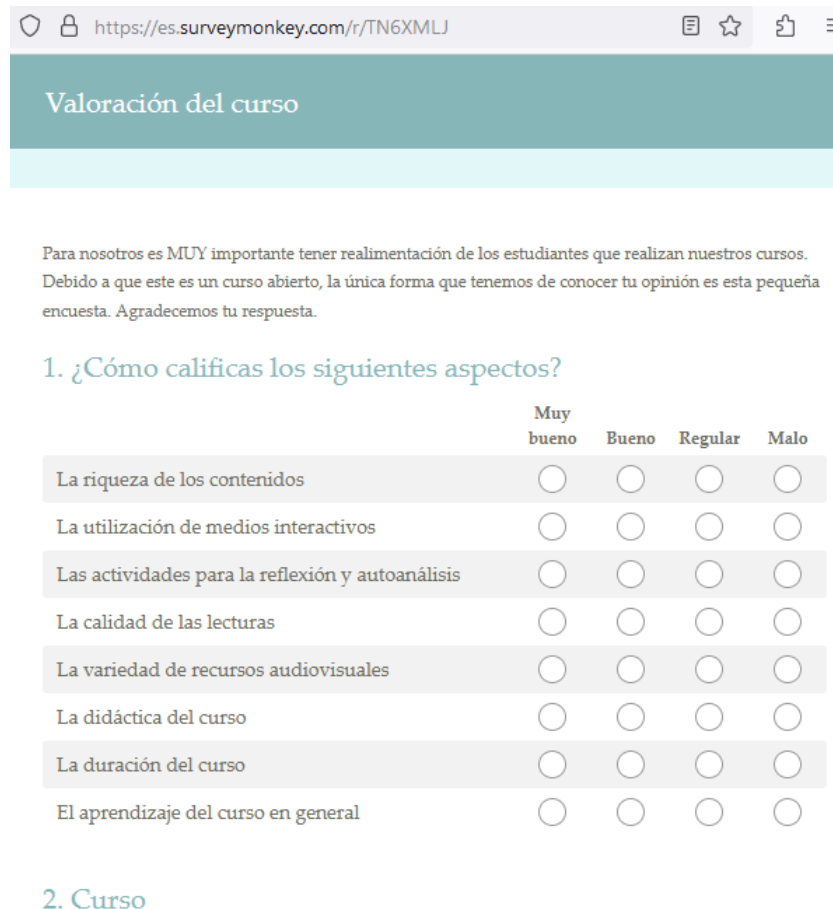 https://es.surveymonkey.com/r/TN6XMLJ
Valoración del curso
Para nosotros es MUY importante tener realimentación de los estudiantes que realizan nuestros cursos.
Debido a que este es un curso abierto, la única forma que tenemos de conocer tu opinión es esta pequeña
encuesta. Agradecemos tu respuesta.
1. ¿Cómo calificas los siguientes aspectos?
Muy
bueno Bueno Regular Malo
La riqueza de los contenidos
La utilización de medios interactivos
Las actividades para la reflexión y autoanálisis
La calidad de las lecturas
La variedad de recursos audiovisuales
La didáctica del curso
La duración del curso
El aprendizaje del curso en general
2. Curso